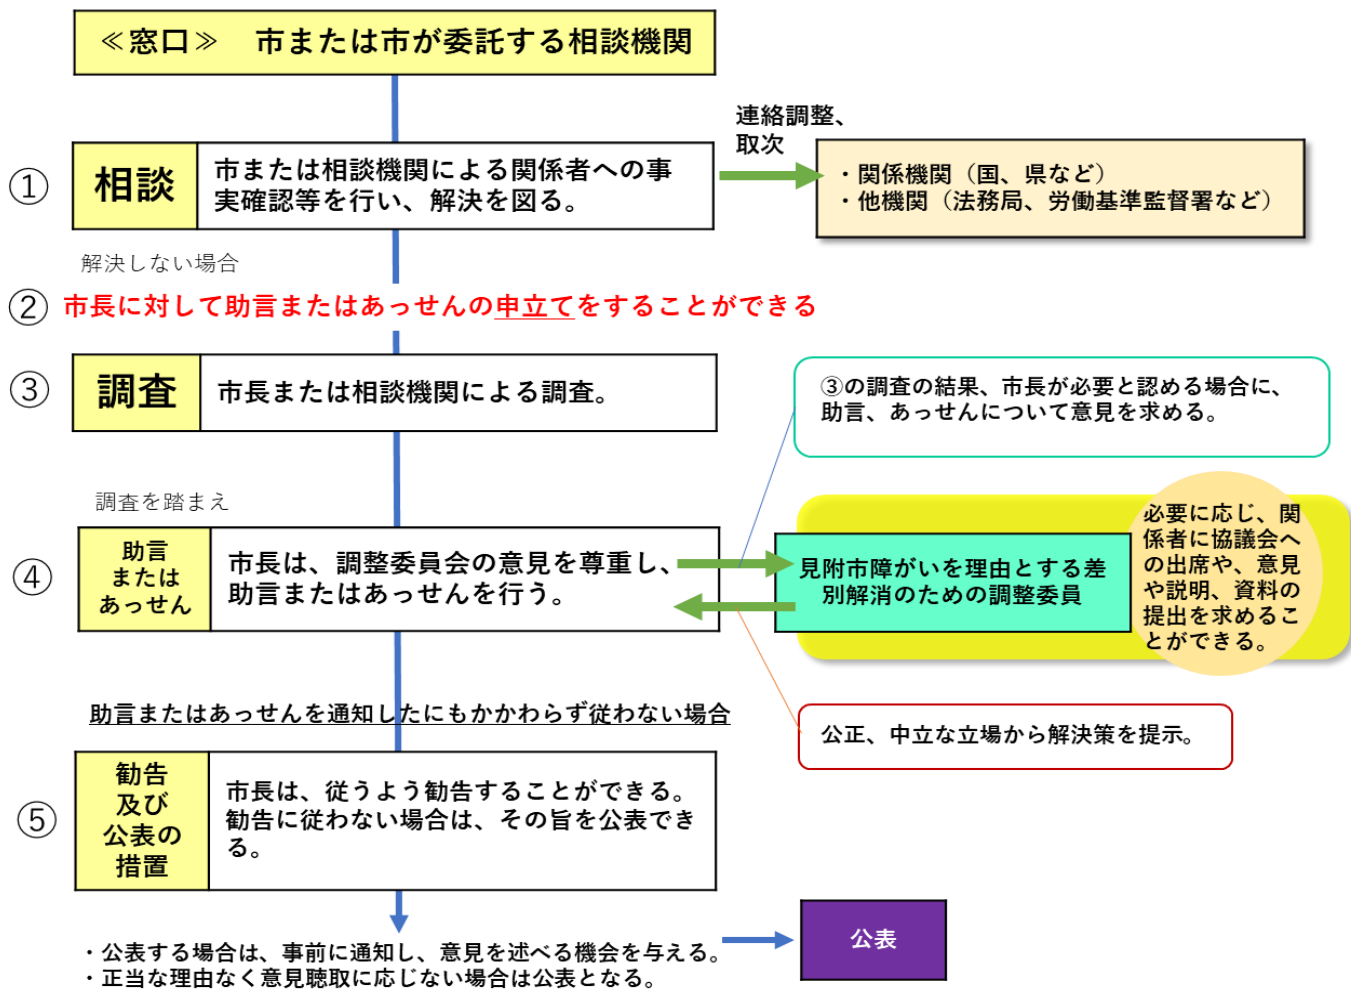 ≪窓口≫　市または市が委託する相談機関
連絡調整、
取次
①
相談
市または相談機関による関係者への事
実確認等を行い、解決を図る。
・関係機関（国、県など）
・他機関（法務局、労働基準監督署など）
解決しない場合
② 市長に対して助言またはあっせんの申立てをすることができる
③
調査
市長または相談機関による調査。
③の調査の結果、市長が必要と認める場合に、
助言、あっせんについて意見を求める。
調査を踏まえ
④
助言
または
あっせん
市長は、調整委員会の意見を尊重し、
助言またはあっせんを行う。
見附市障がいを理由とする差
別解消のための調整委員
必要に応じ、関
係者に協議会へ
の出席や、意見
や説明、資料の
提出を求めるこ
とができる。
助言またはあっせんを通知したにもかかわらず従わない場合
公正、中立な立場から解決策を提示。
⑤
勧告
及び
公表の
措置
市長は、従うよう勧告することができる。
勧告に従わない場合は、その旨を公表でき
る。
・公表する場合は、事前に通知し、意見を述べる機会を与える。
・正当な理由なく意見聴取に応じない場合は公表となる。
公表